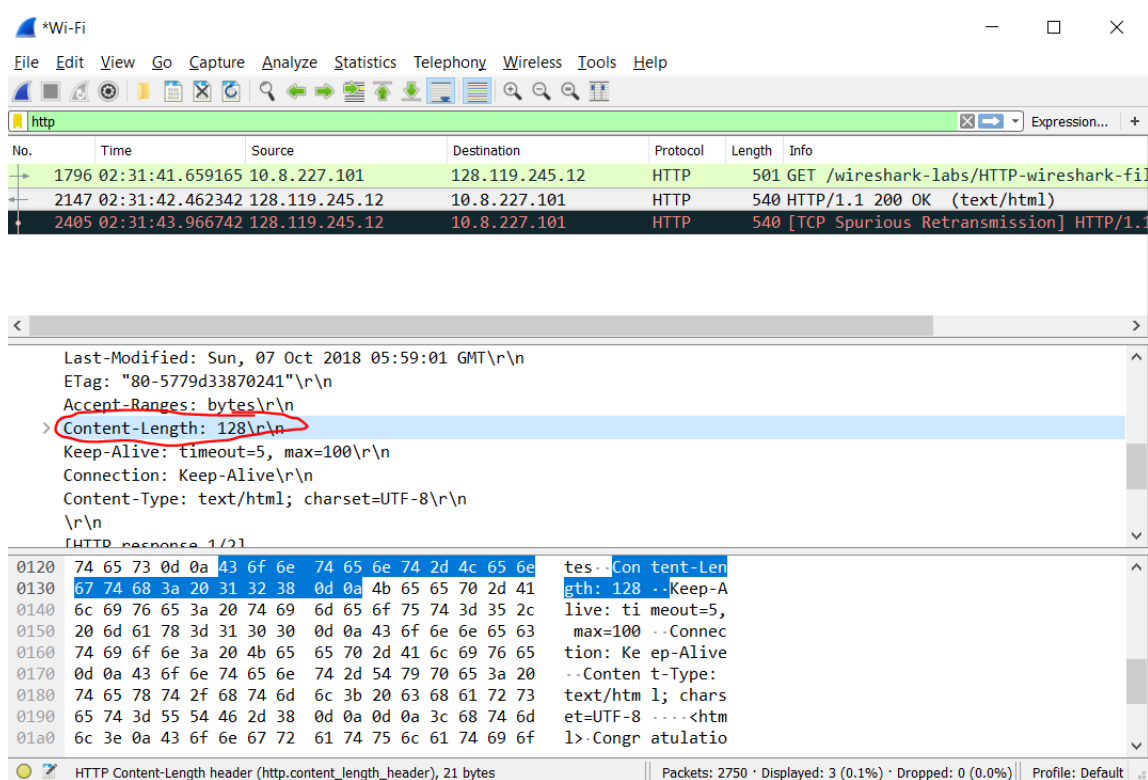 *Wi-Fi
File Edit View Go Capture Analyze Statistics Telephony Wireless Tools Help
http Expression... +
No. Time Source Destination Protocol Length Info
1796 02:31:41.659165 10.8.227.101 128.119.245.12 HTTP 501 GET /wireshark-labs/HTTP-wireshark-fil
2147 02:31:42.462342 128.119.245.12 10.8.227.101 HTTP 540 HTTP/1.1 200 OK (text/html)
2405 02:31:43.966742 128.119.245.12 10.8.227.101 HTTP 540 [TCP Spurious Retransmission] HTTP/1.1
Last-Modified: Sun, 07 Oct 2018 05:59:01 GMT\r\n
ETag: "80-5779d33870241"\r\n
Accept-Ranges: bytes\r\n
Content-Length: 128\r\n
Keep-Alive: timeout=5, max=100\r\n
Connection: Keep-Alive\r\n
Content-Type: text/html; charset=UTF-8\r\n
\r\n
[HTTP response 1/2]
0120 74 65 73 0d 0a 43 6f 6e 74 65 6e 74 2d 4c 65 6e tes··Con tent-Len
0130 67 74 68 3a 20 31 32 38 0d 0a 4b 65 65 70 2d 41 gth: 128 ··Keep-A
0140 6c 69 76 65 3a 20 74 69 6d 65 6f 75 74 3d 35 2c live: ti meout=5,
0150 20 6d 61 78 3d 31 30 30 0d 0a 43 6f 6e 6e 65 63 max=100 ··Connec
0160 74 69 6f 6e 3a 20 4b 65 65 70 2d 41 6c 69 76 65 tion: Ke ep-Alive
0170 0d 0a 43 6f 6e 74 65 6e 74 2d 54 79 70 65 3a 20 ··Conten t-Type:
0180 74 65 78 74 2f 68 74 6d 6c 3b 20 63 68 61 72 73 text/htm l; chars
0190 65 74 3d 55 54 46 2d 38 0d 0a 0d 0a 3c 68 74 6d et=UTF-8 ····<htm
01a0 6c 3e 0a 43 6f 6e 67 72 61 74 75 6c 61 74 69 6f l>·Congr atulatio
HTTP Content-Length header (http.content_length_header), 21 bytes Packets: 2750 · Displayed: 3 (0.1%) · Dropped: 0 (0.0%) Profile: Default